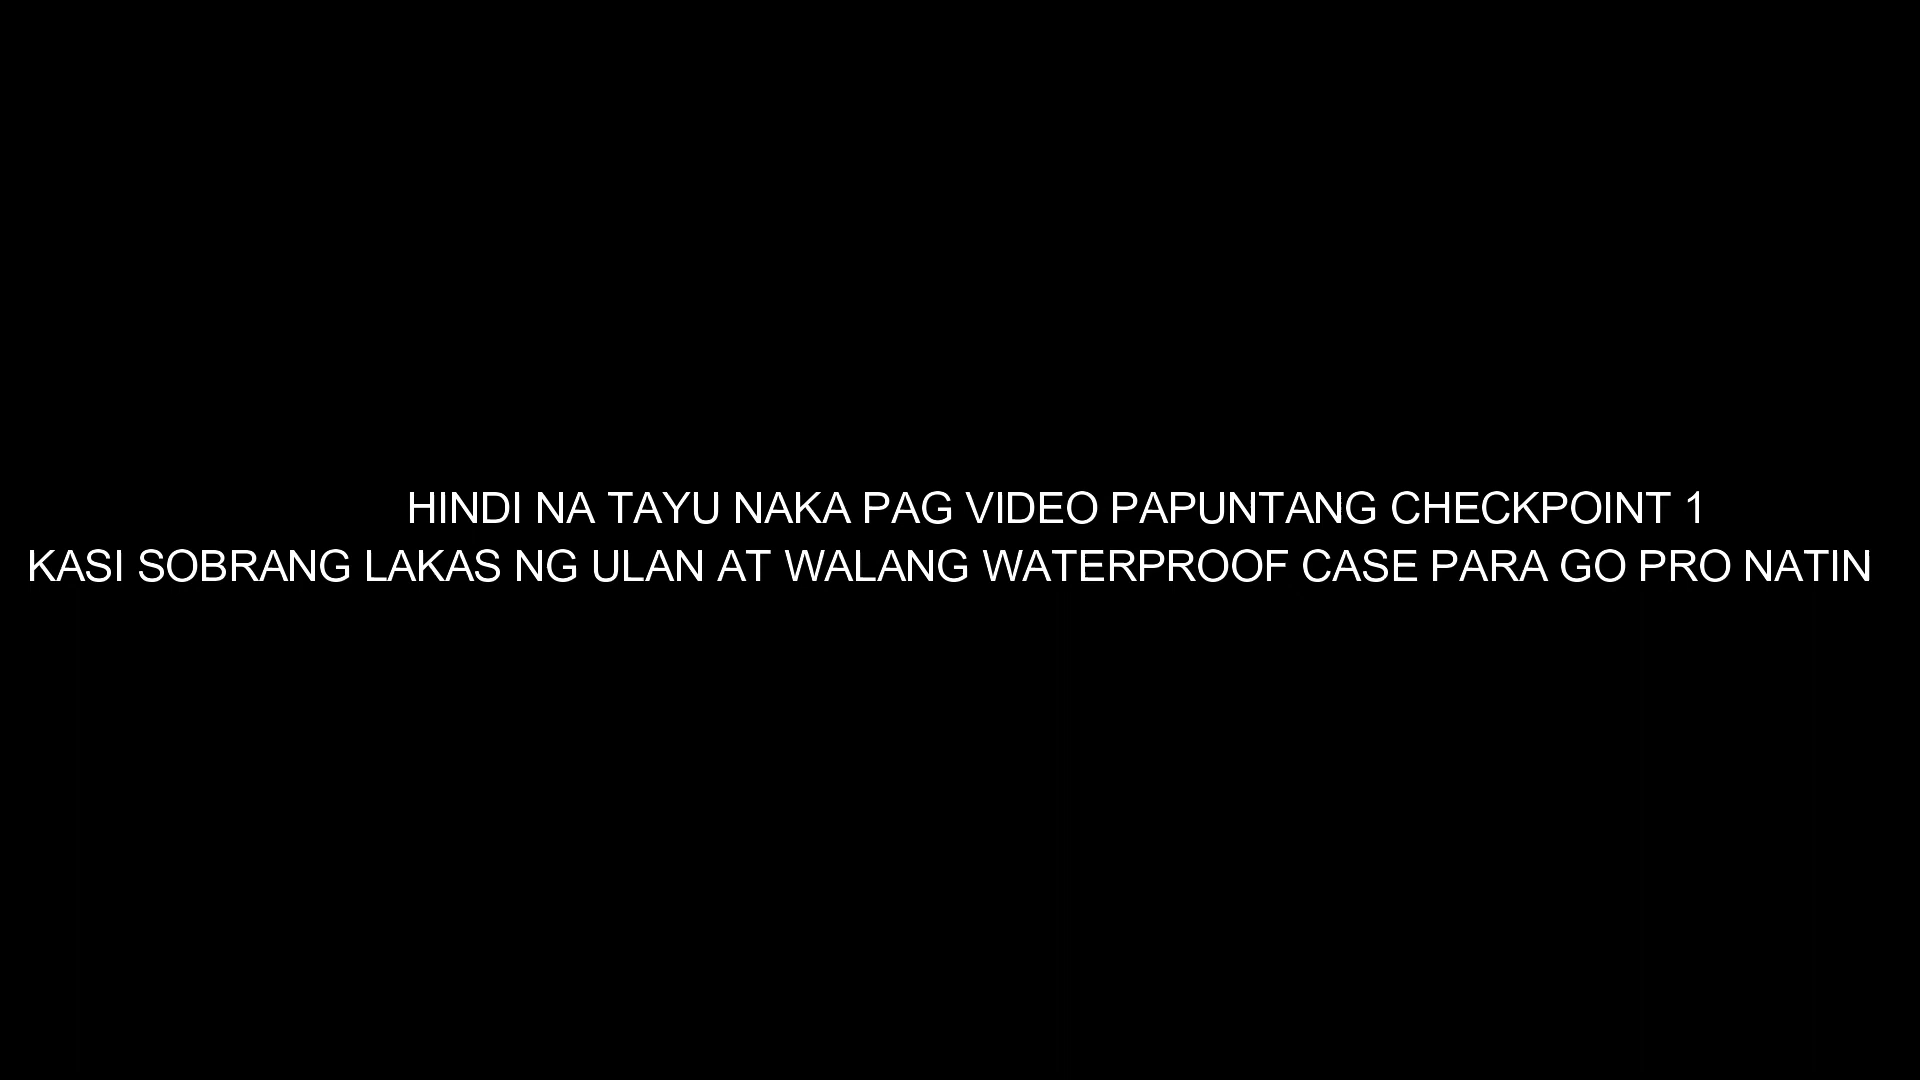 HINDI NA TAYU NAKA PAG VIDEO PAPUNTANG CHECKPOINT 1
KASI SOBRANG LAKAS NG ULAN AT WALANG WATERPROOF CASE PARA GO PRO NATIN